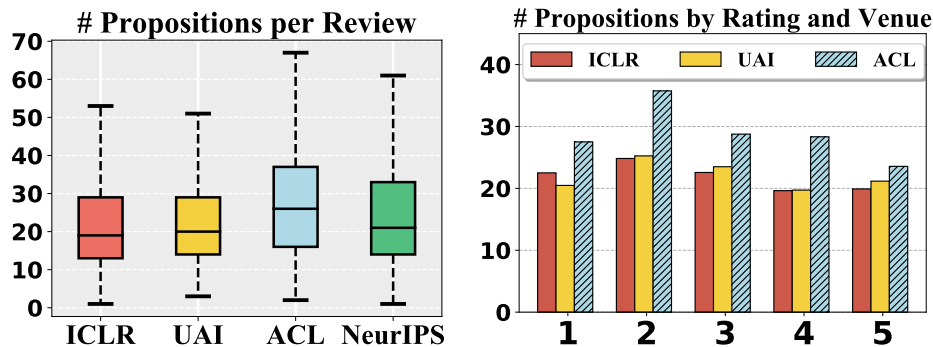 # Propositions per Review
70
60
50
40
30
20
10
0
ICLR UAI ACL NeurIPS
# Propositions by Rating and Venue
ICLR UAI ACL
40
30
20
10
0
1 2 3 4 5